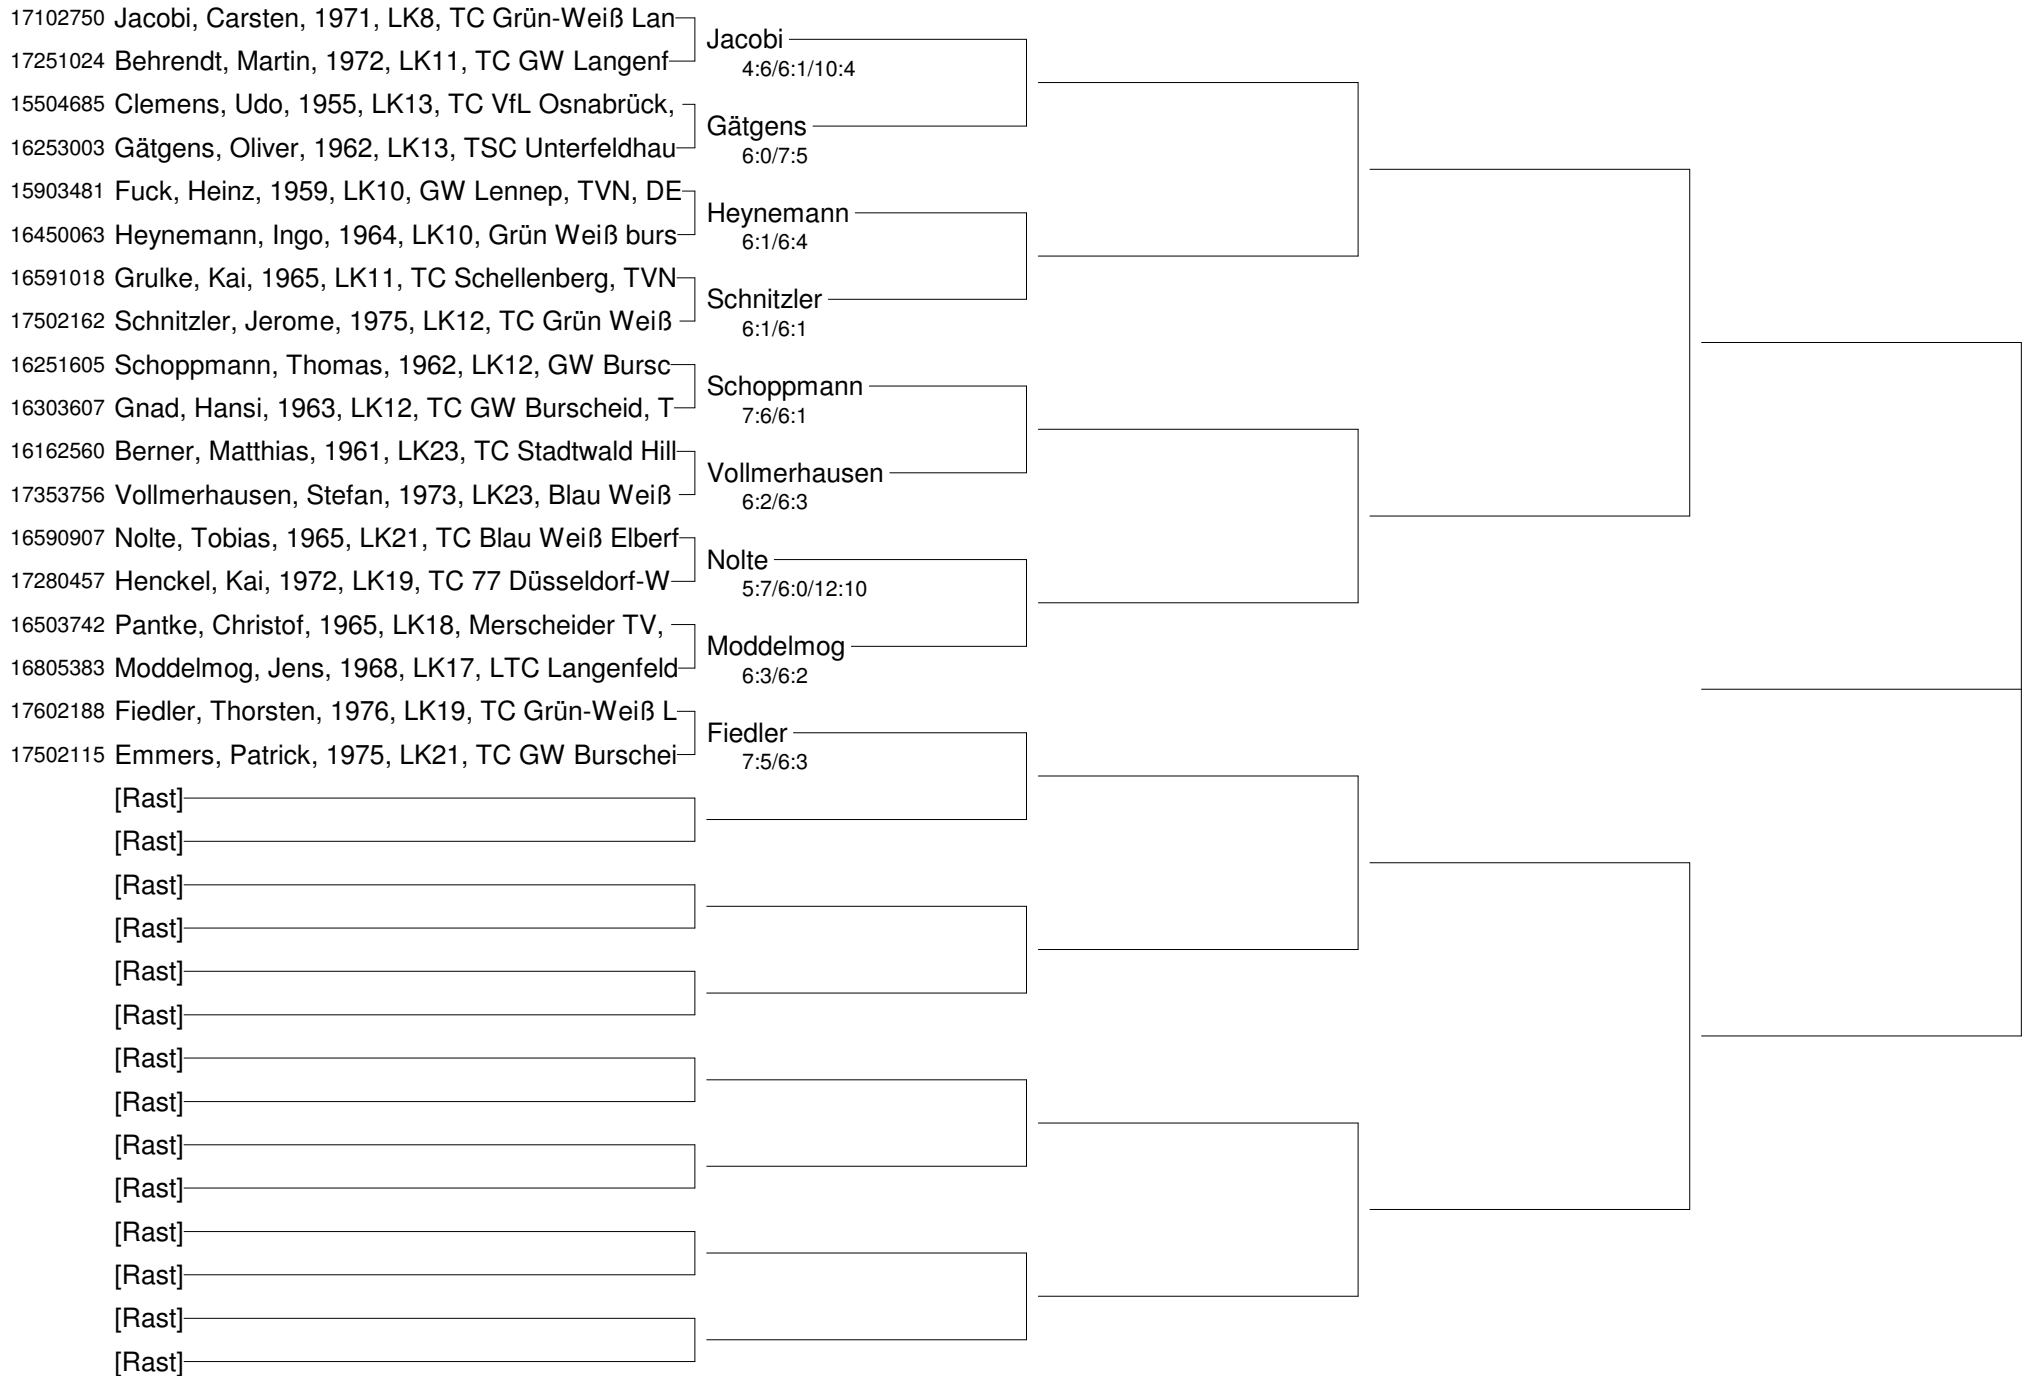 17102750 Jacobi, Carsten, 1971, LK8, TC Grün-Weiß Lan
Jacobi
17251024 Behrendt, Martin, 1972, LK11, TC GW Langenf
4:6/6:1/10:4
15504685 Clemens, Udo, 1955, LK13, TC VfL Osnabrück,
Gätgens
16253003 Gätgens, Oliver, 1962, LK13, TSC Unterfeldhau
6:0/7:5
15903481 Fuck, Heinz, 1959, LK10, GW Lennep, TVN, DE
Heynemann
16450063 Heynemann, Ingo, 1964, LK10, Grün Weiß burs
6:1/6:4
16591018 Grulke, Kai, 1965, LK11, TC Schellenberg, TVN
Schnitzler
17502162 Schnitzler, Jerome, 1975, LK12, TC Grün Weiß
6:1/6:1
16251605 Schoppmann, Thomas, 1962, LK12, GW Bursc
Schoppmann
16303607 Gnad, Hansi, 1963, LK12, TC GW Burscheid, T
7:6/6:1
16162560 Berner, Matthias, 1961, LK23, TC Stadtwald Hill
Vollmerhausen
17353756 Vollmerhausen, Stefan, 1973, LK23, Blau Weiß
6:2/6:3
16590907 Nolte, Tobias, 1965, LK21, TC Blau Weiß Elberf
Nolte
17280457 Henckel, Kai, 1972, LK19, TC 77 Düsseldorf-W
5:7/6:0/12:10
16503742 Pantke, Christof, 1965, LK18, Merscheider TV,
Moddelmog
16805383 Moddelmog, Jens, 1968, LK17, LTC Langenfeld
6:3/6:2
17602188 Fiedler, Thorsten, 1976, LK19, TC Grün-Weiß L
Fiedler
17502115 Emmers, Patrick, 1975, LK21, TC GW Burschei
7:5/6:3
[Rast]
[Rast]
[Rast]
[Rast]
[Rast]
[Rast]
[Rast]
[Rast]
[Rast]
[Rast]
[Rast]
[Rast]
[Rast]
[Rast]